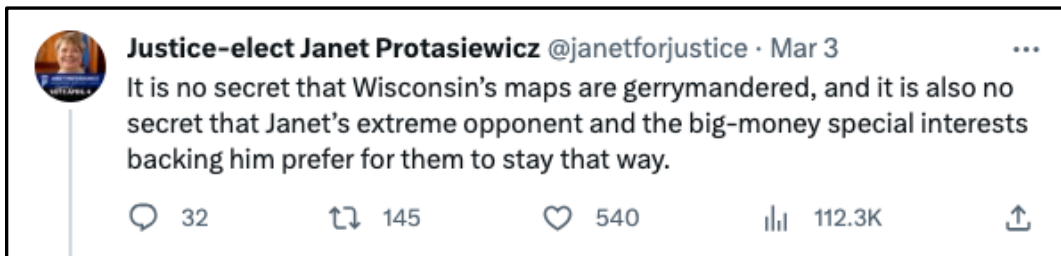 Justice-elect Janet Protasiewicz @janetforjustice · Mar 3
It is no secret that Wisconsin’s maps are gerrymandered, and it is also no
secret that Janet’s extreme opponent and the big-money special interests
backing him prefer for them to stay that way.
32 145 540 112.3K